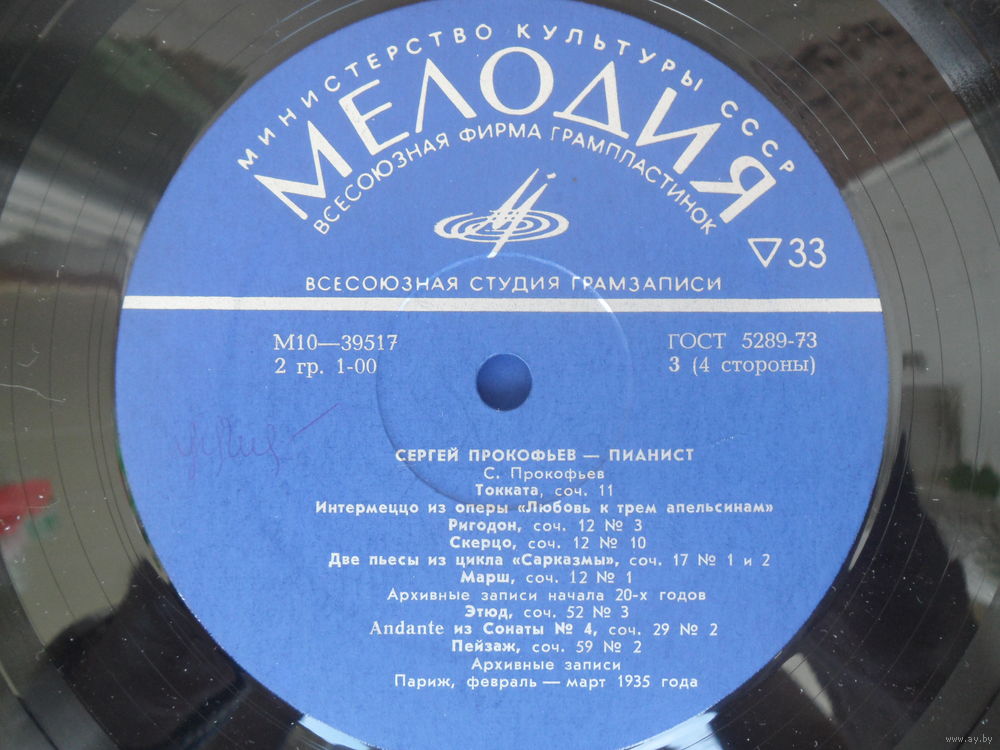 МИНИСТЕРСТВО КУЛЬТУРЫ СССР
МЕЛОДИЯ
ВСЕСОЮЗНАЯ ФИРМА ГРАМПЛАСТИНОК
33
ВСЕСОЮЗНАЯ СТУДИЯ ГРАМЗАПИСИ
М10—39517
ГОСТ 5289-73
2 гр. 1-00
3 (4 стороны)
СЕРГЕЙ ПРОКОФЬЕВ — ПИАНИСТ
С. Прокофьев
Токката, соч. 11
Интермеццо из оперы «Любовь к трем апельсинам»
Ригодон, соч. 12 № 3
Скерцо, соч. 12 № 10
Две пьесы из цикла «Сарказмы», соч. 17 № 1 и 2
Марш, соч. 12 № 1
Архивные записи начала 20-х годов
Этюд, соч. 52 № 3
Andante из Сонаты № 4, соч. 29 № 2
Пейзаж, соч. 59 № 2
Архивные записи
Париж, февраль — март 1935 года
www.ay.by